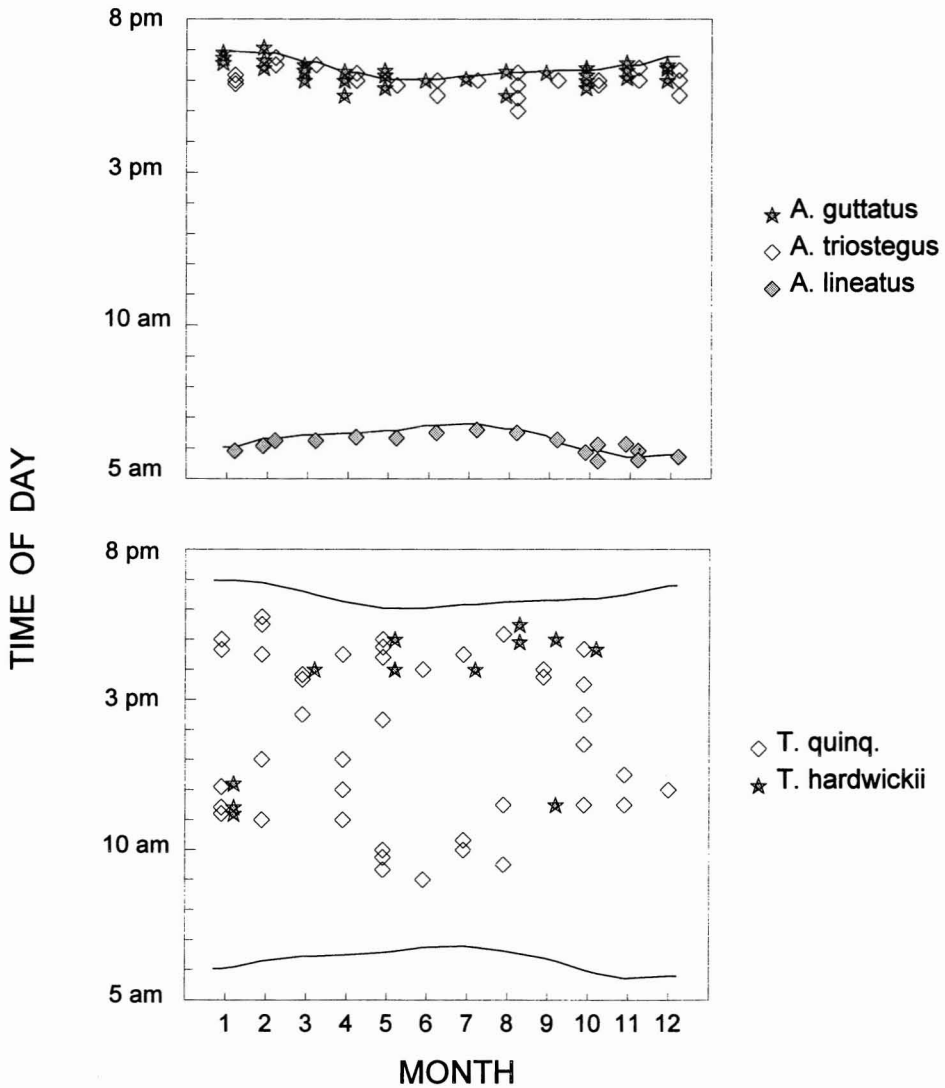 8 pm
3 pm
10 am
5 am
A. guttatus
A. triostegus
A. lineatus
TIME OF DAY
8 pm
3 pm
10 am
5 am
T. quinq.
T. hardwickii
1 2 3 4 5 6 7 8 9 10 11 12
MONTH